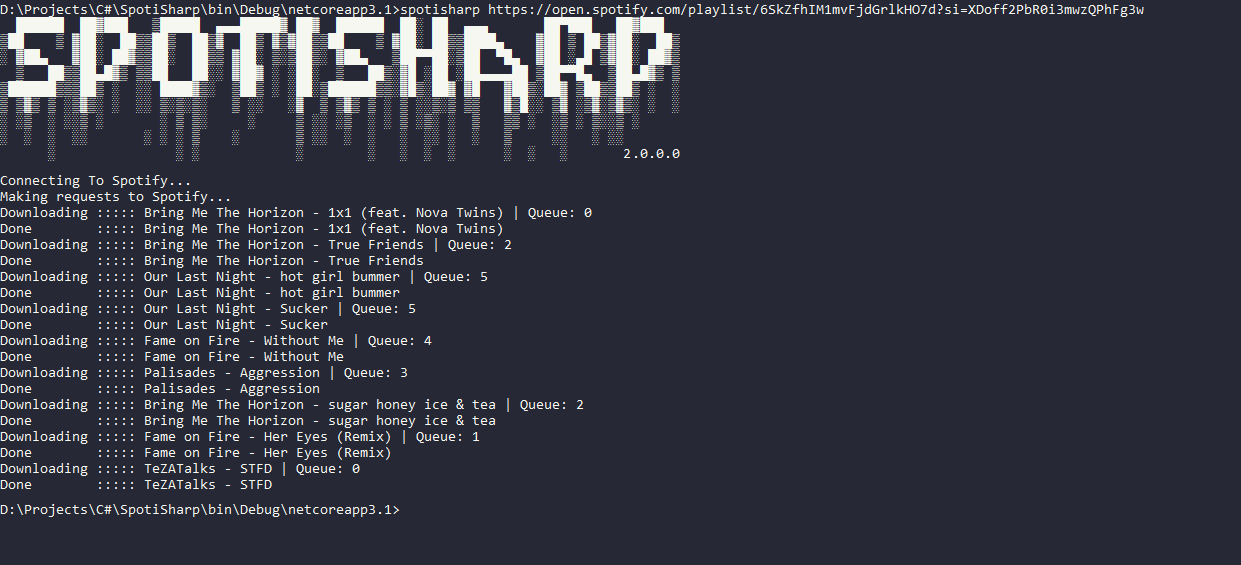 D:\Projects\C#\SpotiSharp\bin\Debug\netcoreapp3.1>spotisharp https://open.spotify.com/playlist/6SkZfhIM1mvFjdGrlkHO7d?si=XDoff2PbR0i3mwzQPhFg3w
SPOTISHARP
2.0.0.0
Connecting To Spotify...
Making requests to Spotify...
Downloading ::::: Bring Me The Horizon - 1x1 (feat. Nova Twins) | Queue: 0
Done        ::::: Bring Me The Horizon - 1x1 (feat. Nova Twins)
Downloading ::::: Bring Me The Horizon - True Friends | Queue: 2
Done        ::::: Bring Me The Horizon - True Friends
Downloading ::::: Our Last Night - hot girl bummer | Queue: 5
Done        ::::: Our Last Night - hot girl bummer
Downloading ::::: Our Last Night - Sucker | Queue: 5
Done        ::::: Our Last Night - Sucker
Downloading ::::: Fame on Fire - Without Me | Queue: 4
Done        ::::: Fame on Fire - Without Me
Downloading ::::: Palisades - Aggression | Queue: 3
Done        ::::: Palisades - Aggression
Downloading ::::: Bring Me The Horizon - sugar honey ice & tea | Queue: 2
Done        ::::: Bring Me The Horizon - sugar honey ice & tea
Downloading ::::: Fame on Fire - Her Eyes (Remix) | Queue: 1
Done        ::::: Fame on Fire - Her Eyes (Remix)
Downloading ::::: TeZATalks - STFD | Queue: 0
Done        ::::: TeZATalks - STFD
D:\Projects\C#\SpotiSharp\bin\Debug\netcoreapp3.1>